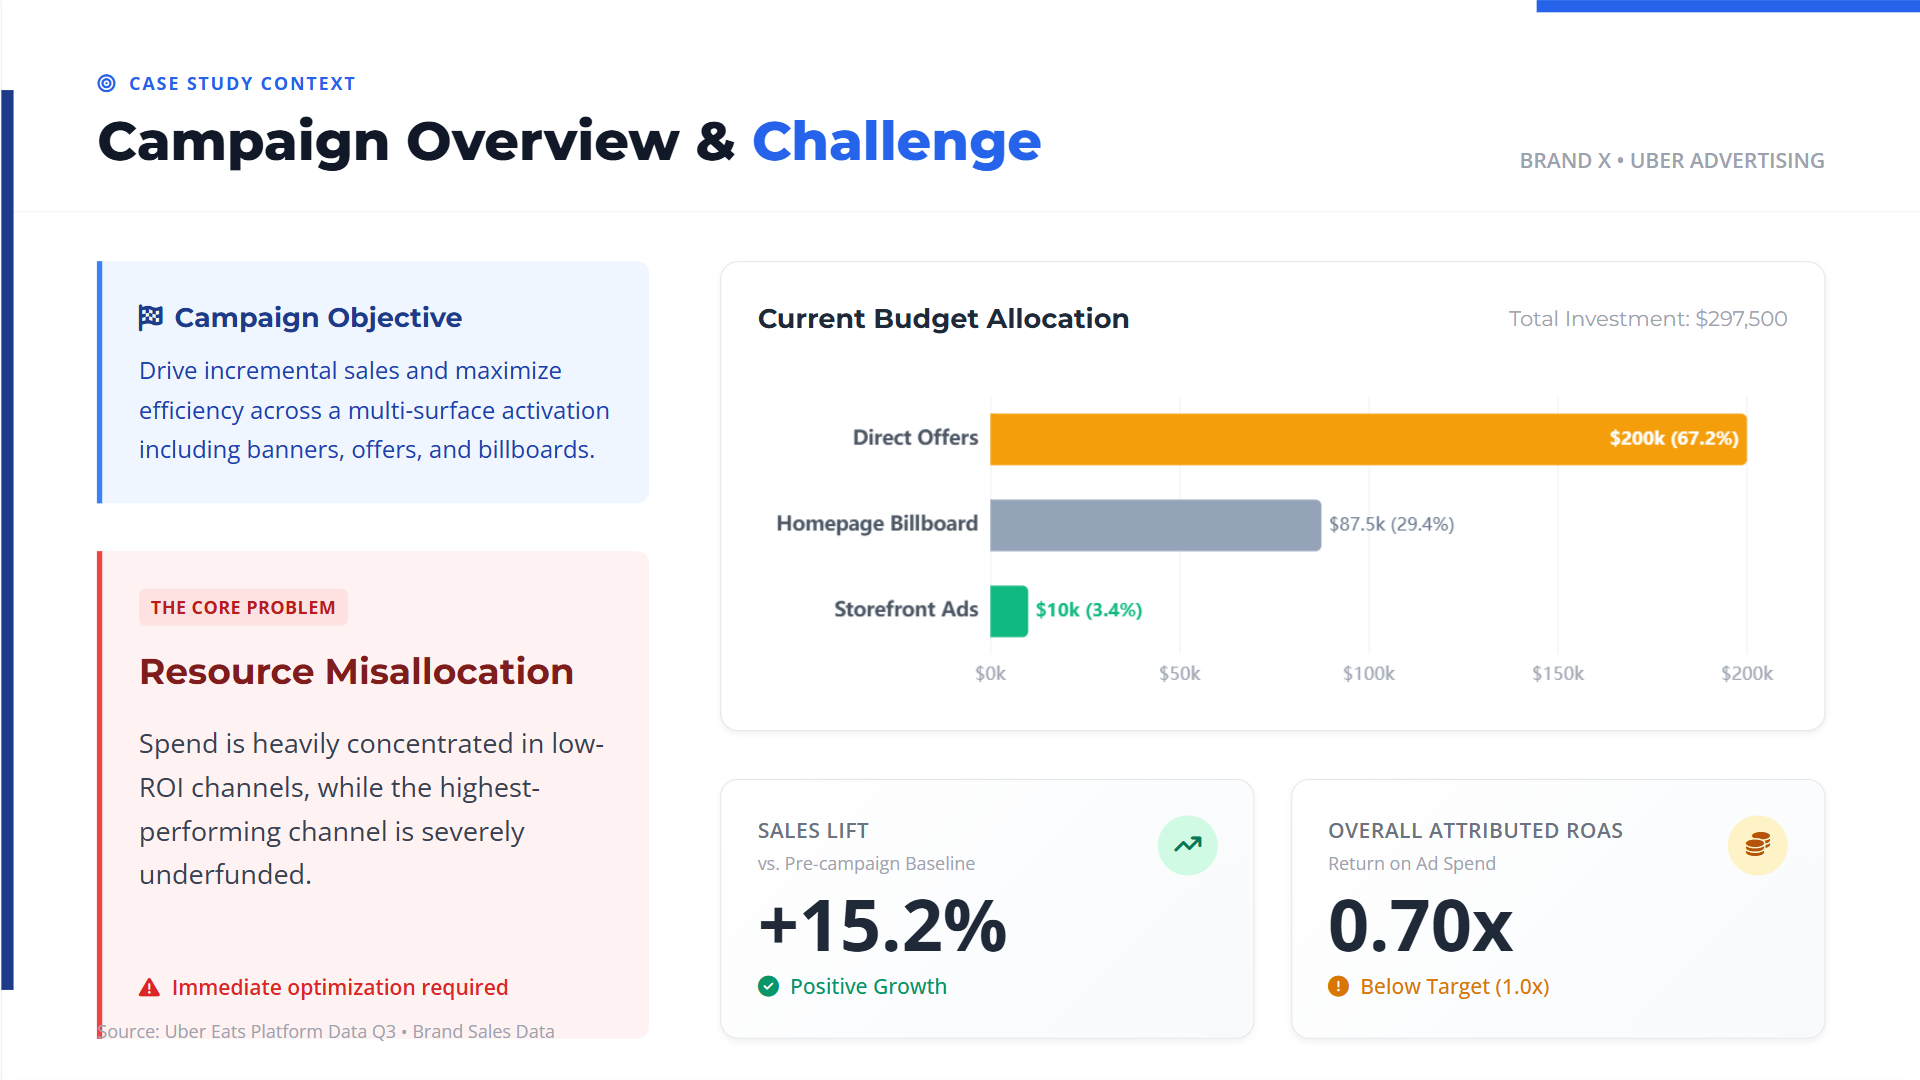 CASE STUDY CONTEXT
Campaign Overview & Challenge
BRAND X • UBER ADVERTISING
Campaign Objective
Drive incremental sales and maximize
efficiency across a multi-surface activation
including banners, offers, and billboards.
THE CORE PROBLEM
Resource Misallocation
Spend is heavily concentrated in low-
ROI channels, while the highest-
performing channel is severely
underfunded.
Immediate optimization required
Source: Uber Eats Platform Data Q3 • Brand Sales Data
Current Budget Allocation
Total Investment: $297,500
Direct Offers
$200k (67.2%)
Homepage Billboard
$87.5k (29.4%)
Storefront Ads
$10k (3.4%)
$0k
$50k
$100k
$150k
$200k
SALES LIFT
vs. Pre-campaign Baseline
+15.2%
Positive Growth
OVERALL ATTRIBUTED ROAS
Return on Ad Spend
0.70x
Below Target (1.0x)